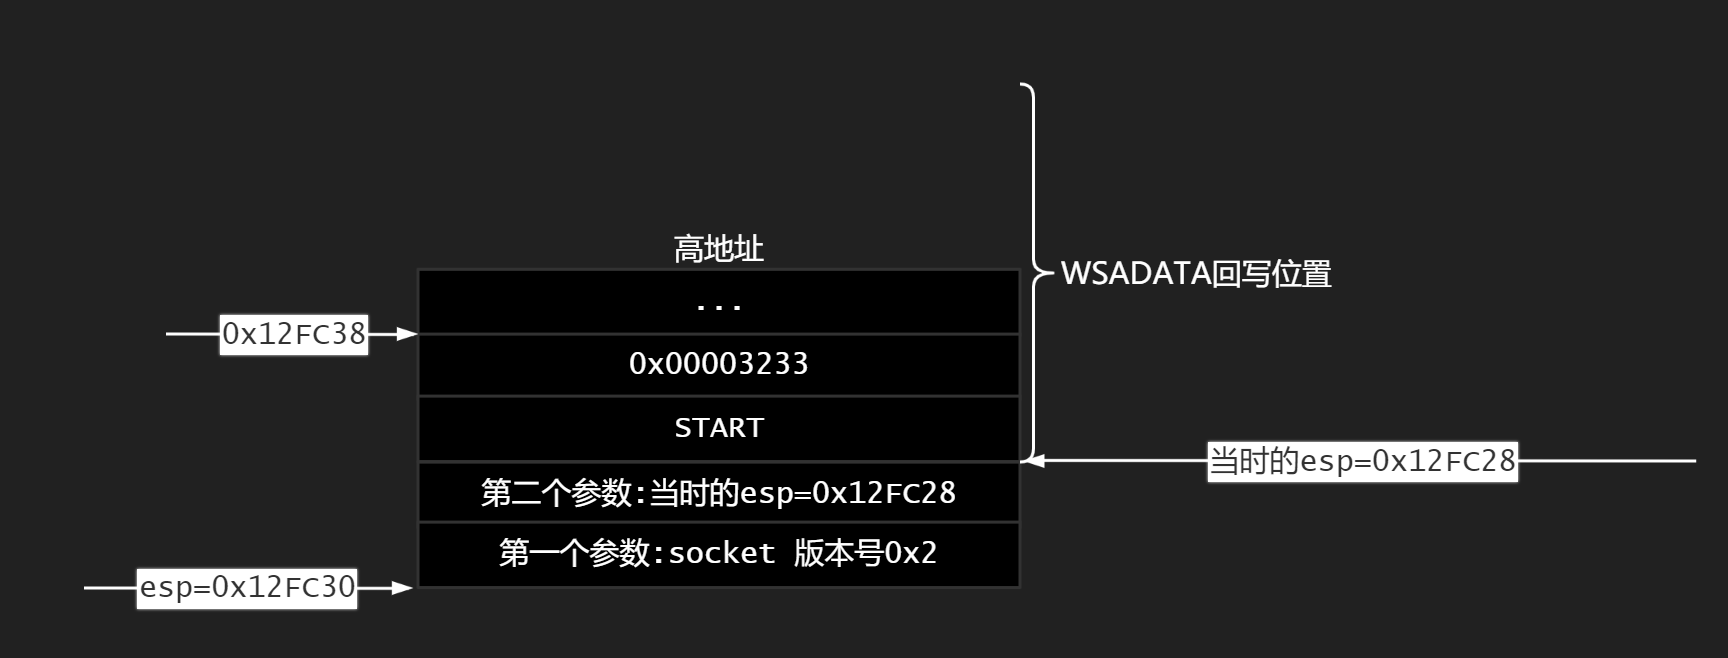 高地址
...
0x12FC38
0x00003233
WSADATA回写位置
START
当时的esp=0x12FC28
第二个参数:当时的esp=0x12FC28
第一个参数:socket 版本号0x2
esp=0x12FC30